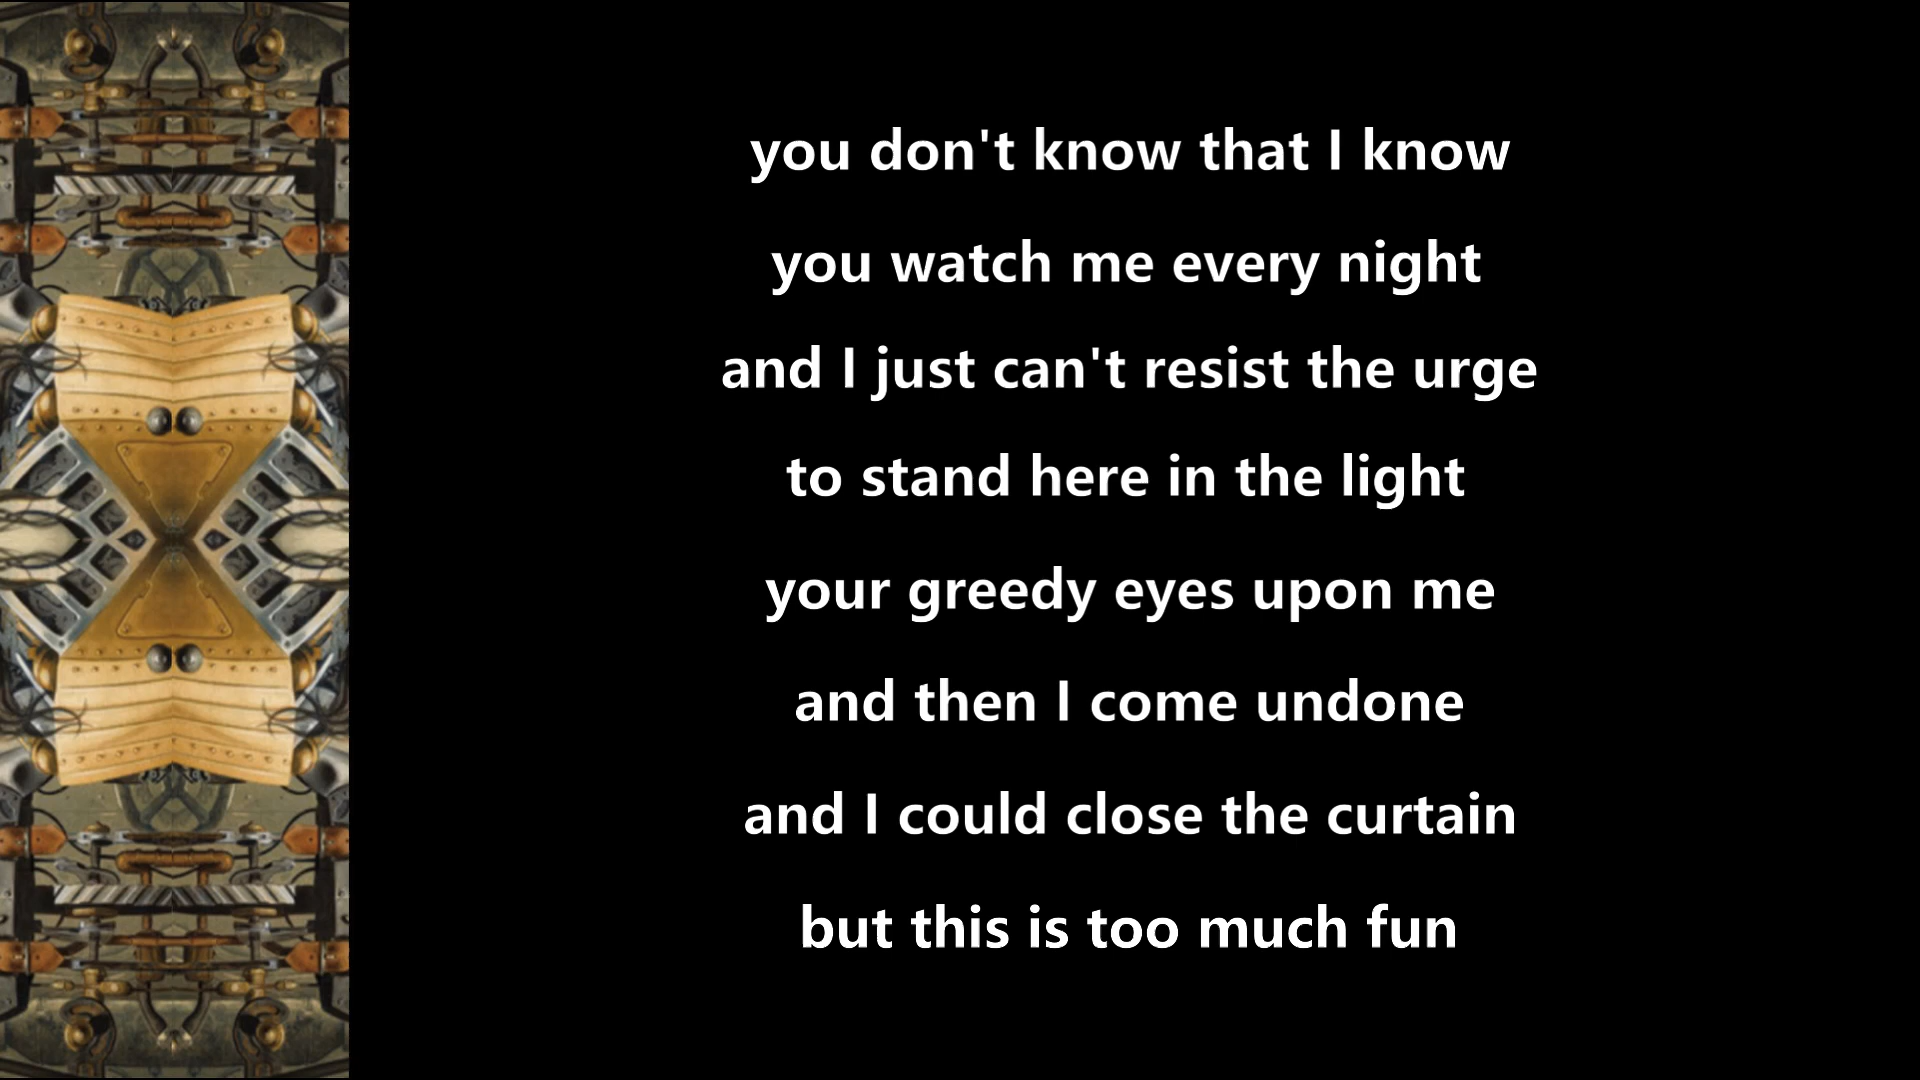 you don't know that I know
you watch me every night
and I just can't resist the urge
to stand here in the light
your greedy eyes upon me
and then I come undone
and I could close the curtain
but this is too much fun